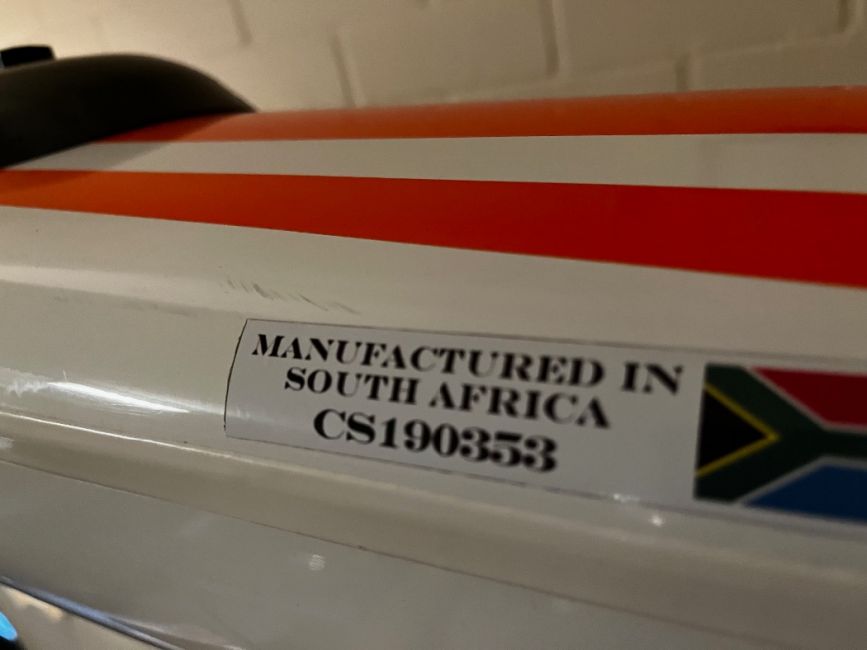 MANUFACTURED IN
SOUTH AFRICA
CS190353